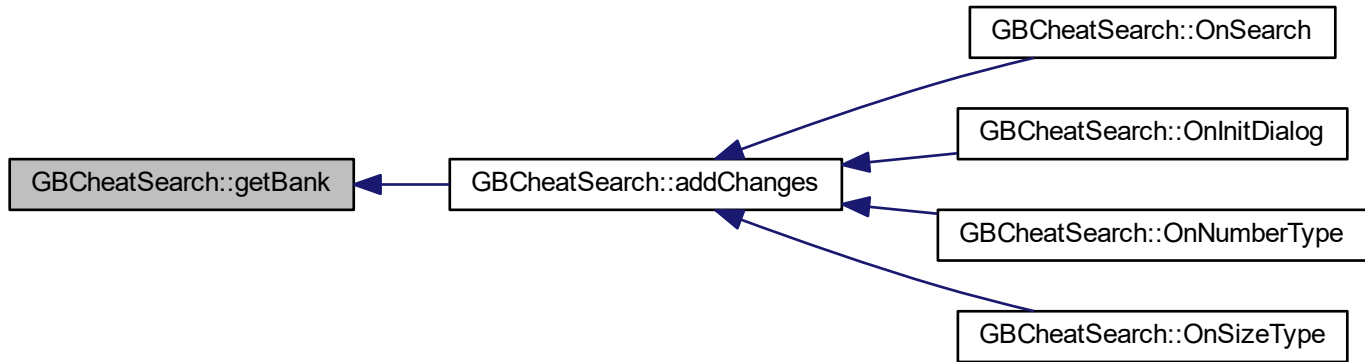 GBCheatSearch::getBank
GBCheatSearch::addChanges
GBCheatSearch::OnSearch
GBCheatSearch::OnInitDialog
GBCheatSearch::OnNumberType
GBCheatSearch::OnSizeType